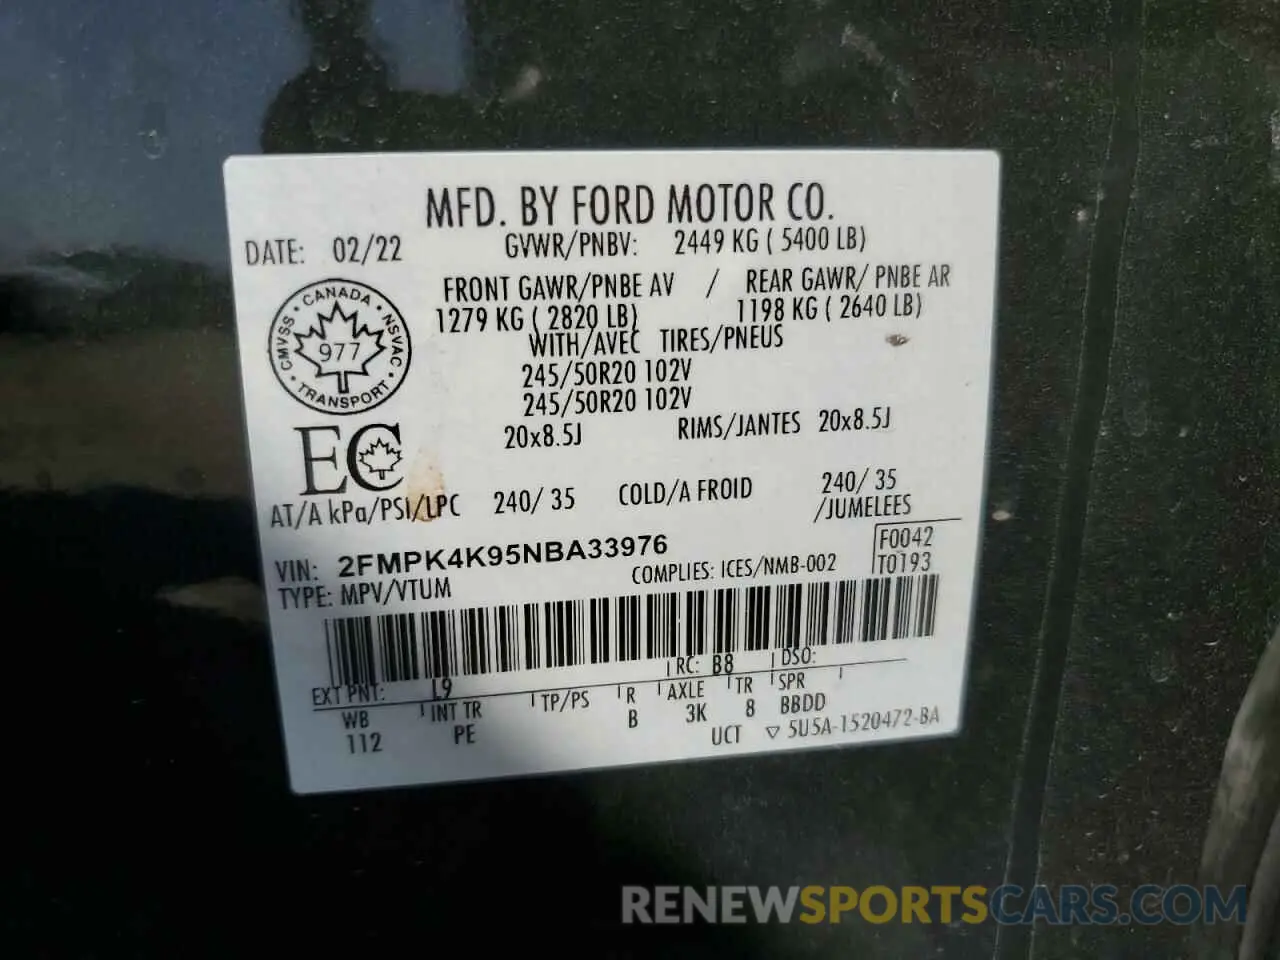 MFD. BY FORD MOTOR CO.
DATE: 02/22
GVWR/PNBV: 2449 KG ( 5400 LB)
FRONT GAWR/PNBE AV / REAR GAWR/ PNBE AR
1279 KG ( 2820 LB) 1198 KG ( 2640 LB)
WITH/AVEC TIRES/PNEUS
245/50R20 102V
245/50R20 102V
20x8.5J RIMS/JANTES 20x8.5J
CANADA
CMVSS NSVAC
977
TRANSPORT
EC
AT/A kPa/PSI/LPC 240/ 35 COLD/A FROID 240/ 35
/JUMELEES
VIN: 2FMPK4K95NBA33976
F0042
T0193
TYPE: MPV/VTUM COMPLIES: ICES/NMB-002
EXT PNT: L9 RC: B8 DSO:
WB INT TR TP/PS R AXLE TR SPR
112 PE B 3K 8 BBDD
UCT ▽ 5U5A-1520472-BA
RENEWSPORTSCARS.COM